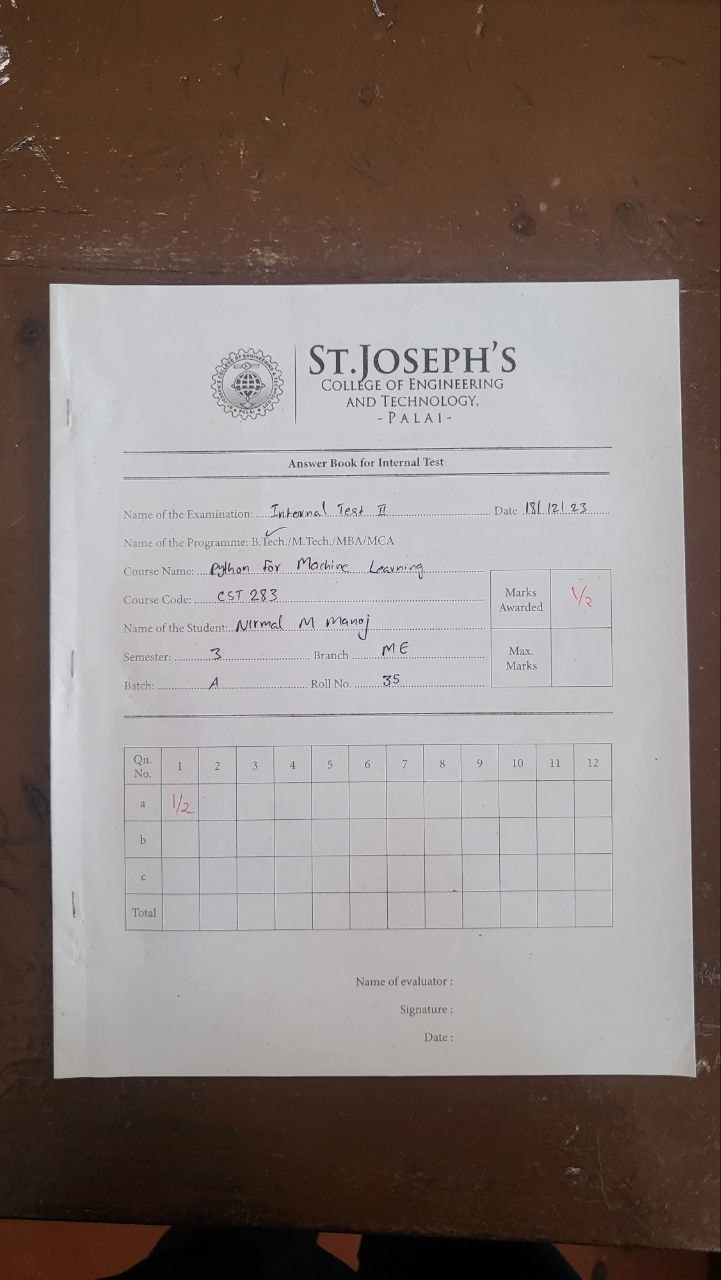 ST.JOSEPH'S
COLLEGE OF ENGINEERING
AND TECHNOLOGY,
- PALAI -
Answer Book for Internal Test
Name of the Examination: Internal Test II Date 18/12/23
Name of the Programme: B.Tech./M.Tech./MBA/MCA
Course Name: Python for Machine Learning
Course Code: CST 283
Marks Awarded 1/2
Name of the Student: Nirmal M Manoj
Semester: 3 Branch ME
Max. Marks
Batch: A Roll No. 35
Qn. No. 1 2 3 4 5 6 7 8 9 10 11 12
a 1/2
b
c
Total
Name of evaluator :
Signature :
Date :